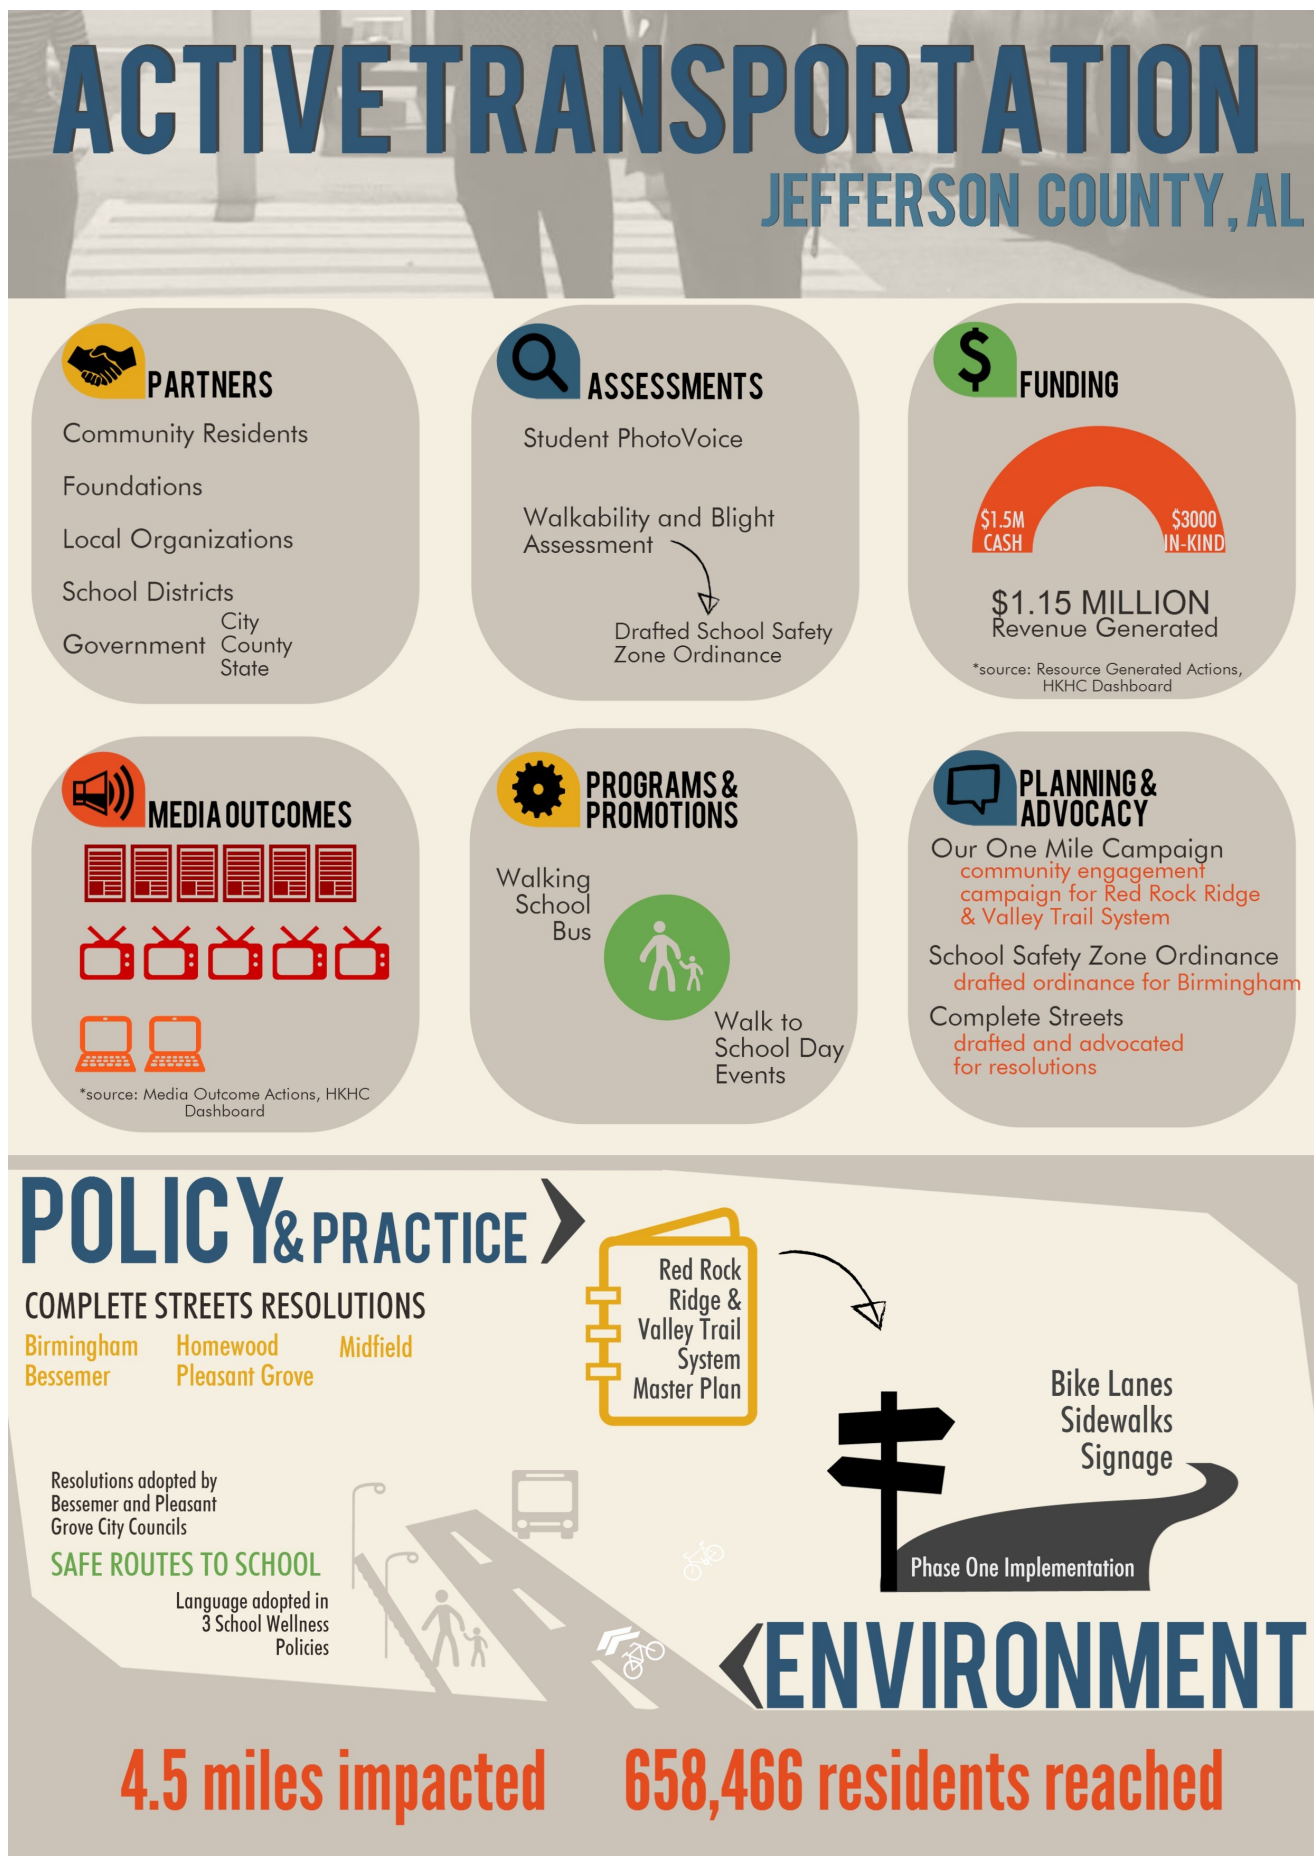 ACTIVE TRANSPORTATION
JEFFERSON COUNTY, AL
PARTNERS
Community Residents
Foundations
Local Organizations
School Districts
Government
City
County
State
ASSESSMENTS
Student PhotoVoice
Walkability and Blight
Assessment
Drafted School Safety
Zone Ordinance
FUNDING
$1.5M
CASH
$3000
IN-KIND
$1.15 MILLION
Revenue Generated
*source: Resource Generated Actions,
HKHC Dashboard
MEDIA OUTCOMES
*source: Media Outcome Actions, HKHC
Dashboard
PROGRAMS &
PROMOTIONS
Walking
School
Bus
Walk to
School Day
Events
PLANNING &
ADVOCACY
Our One Mile Campaign
community engagement
campaign for Red Rock Ridge
& Valley Trail System
School Safety Zone Ordinance
drafted ordinance for Birmingham
Complete Streets
drafted and advocated
for resolutions
POLICY & PRACTICE
COMPLETE STREETS RESOLUTIONS
Birmingham Homewood Midfield
Bessemer Pleasant Grove
Resolutions adopted by
Bessemer and Pleasant
Grove City Councils
SAFE ROUTES TO SCHOOL
Language adopted in
3 School Wellness
Policies
Red Rock
Ridge &
Valley Trail
System
Master Plan
Bike Lanes
Sidewalks
Signage
Phase One Implementation
ENVIRONMENT
4.5 miles impacted
658,466 residents reached